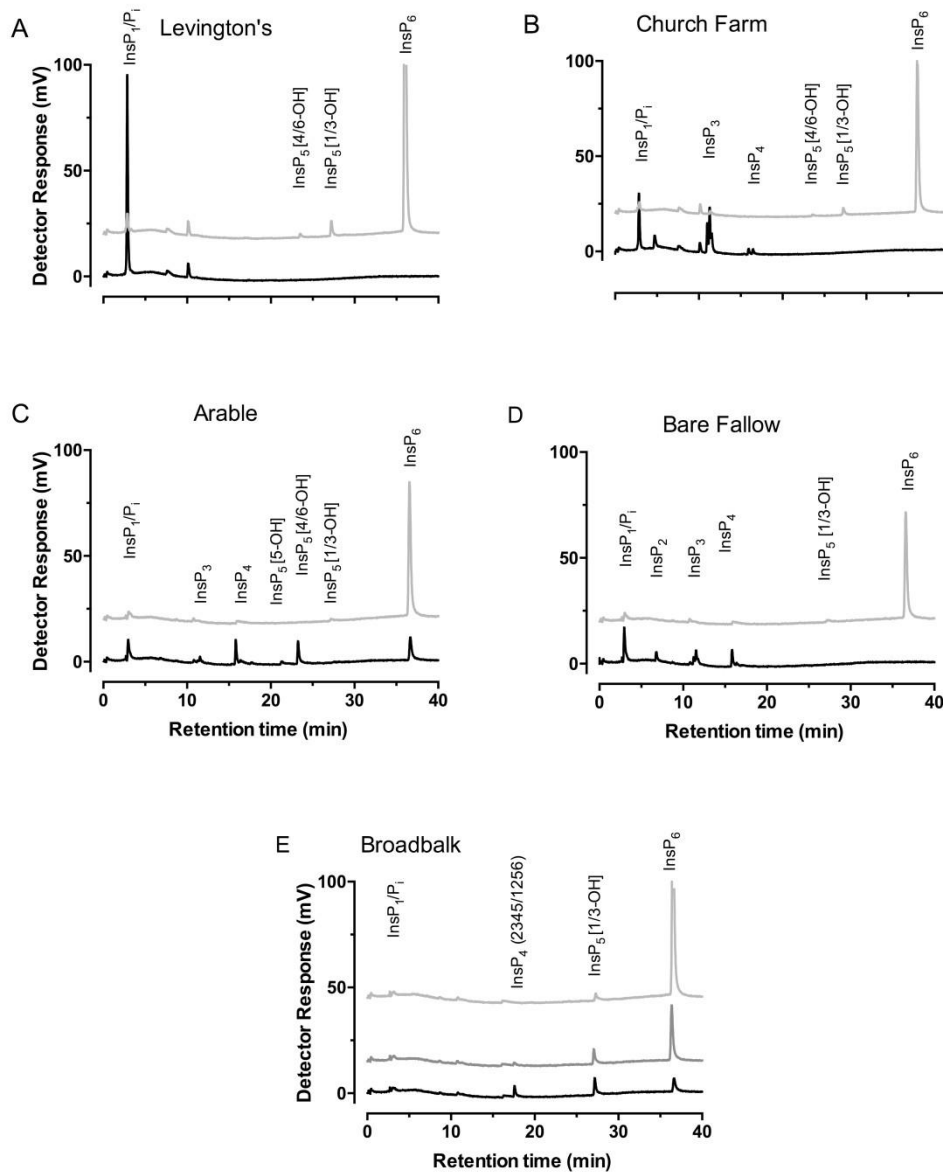 A
Levington's
Detector Response (mV)
100
50
0
InsP1/Pi
InsP5 [4/6-OH]
InsP5 [1/3-OH]
InsP6
B
Church Farm
Detector Response (mV)
100
50
0
InsP1/Pi
InsP3
InsP4
InsP5 [4/6-OH]
InsP5 [1/3-OH]
InsP6
C
Arable
Detector Response (mV)
100
50
0
InsP1/Pi
InsP3
InsP4
InsP5 [5-OH]
InsP5 [4/6-OH]
InsP5 [1/3-OH]
InsP6
0 10 20 30 40
Retention time (min)
D
Bare Fallow
Detector Response (mV)
100
50
0
InsP1/Pi
InsP2
InsP3
InsP4
InsP5 [1/3-OH]
InsP6
0 10 20 30 40
Retention time (min)
E
Broadbalk
Detector Response (mV)
100
50
0
InsP1/Pi
InsP4 (2345/1256)
InsP5 [1/3-OH]
InsP6
0 10 20 30 40
Retention time (min)